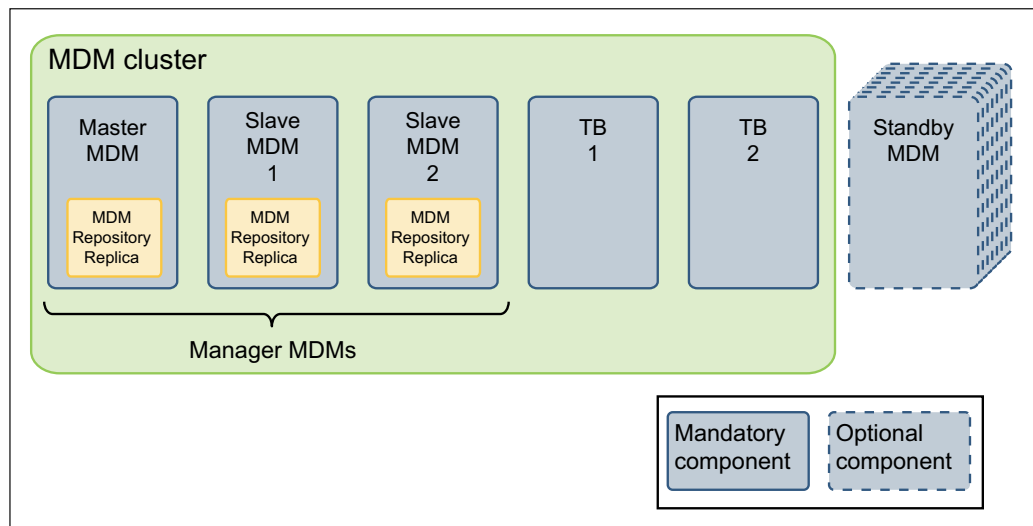 MDM cluster
Master
MDM
MDM
Repository
Replica
Slave
MDM
1
MDM
Repository
Replica
Slave
MDM
2
MDM
Repository
Replica
TB
1
TB
2
Standby
MDM
Manager MDMs
Mandatory
component
Optional
component